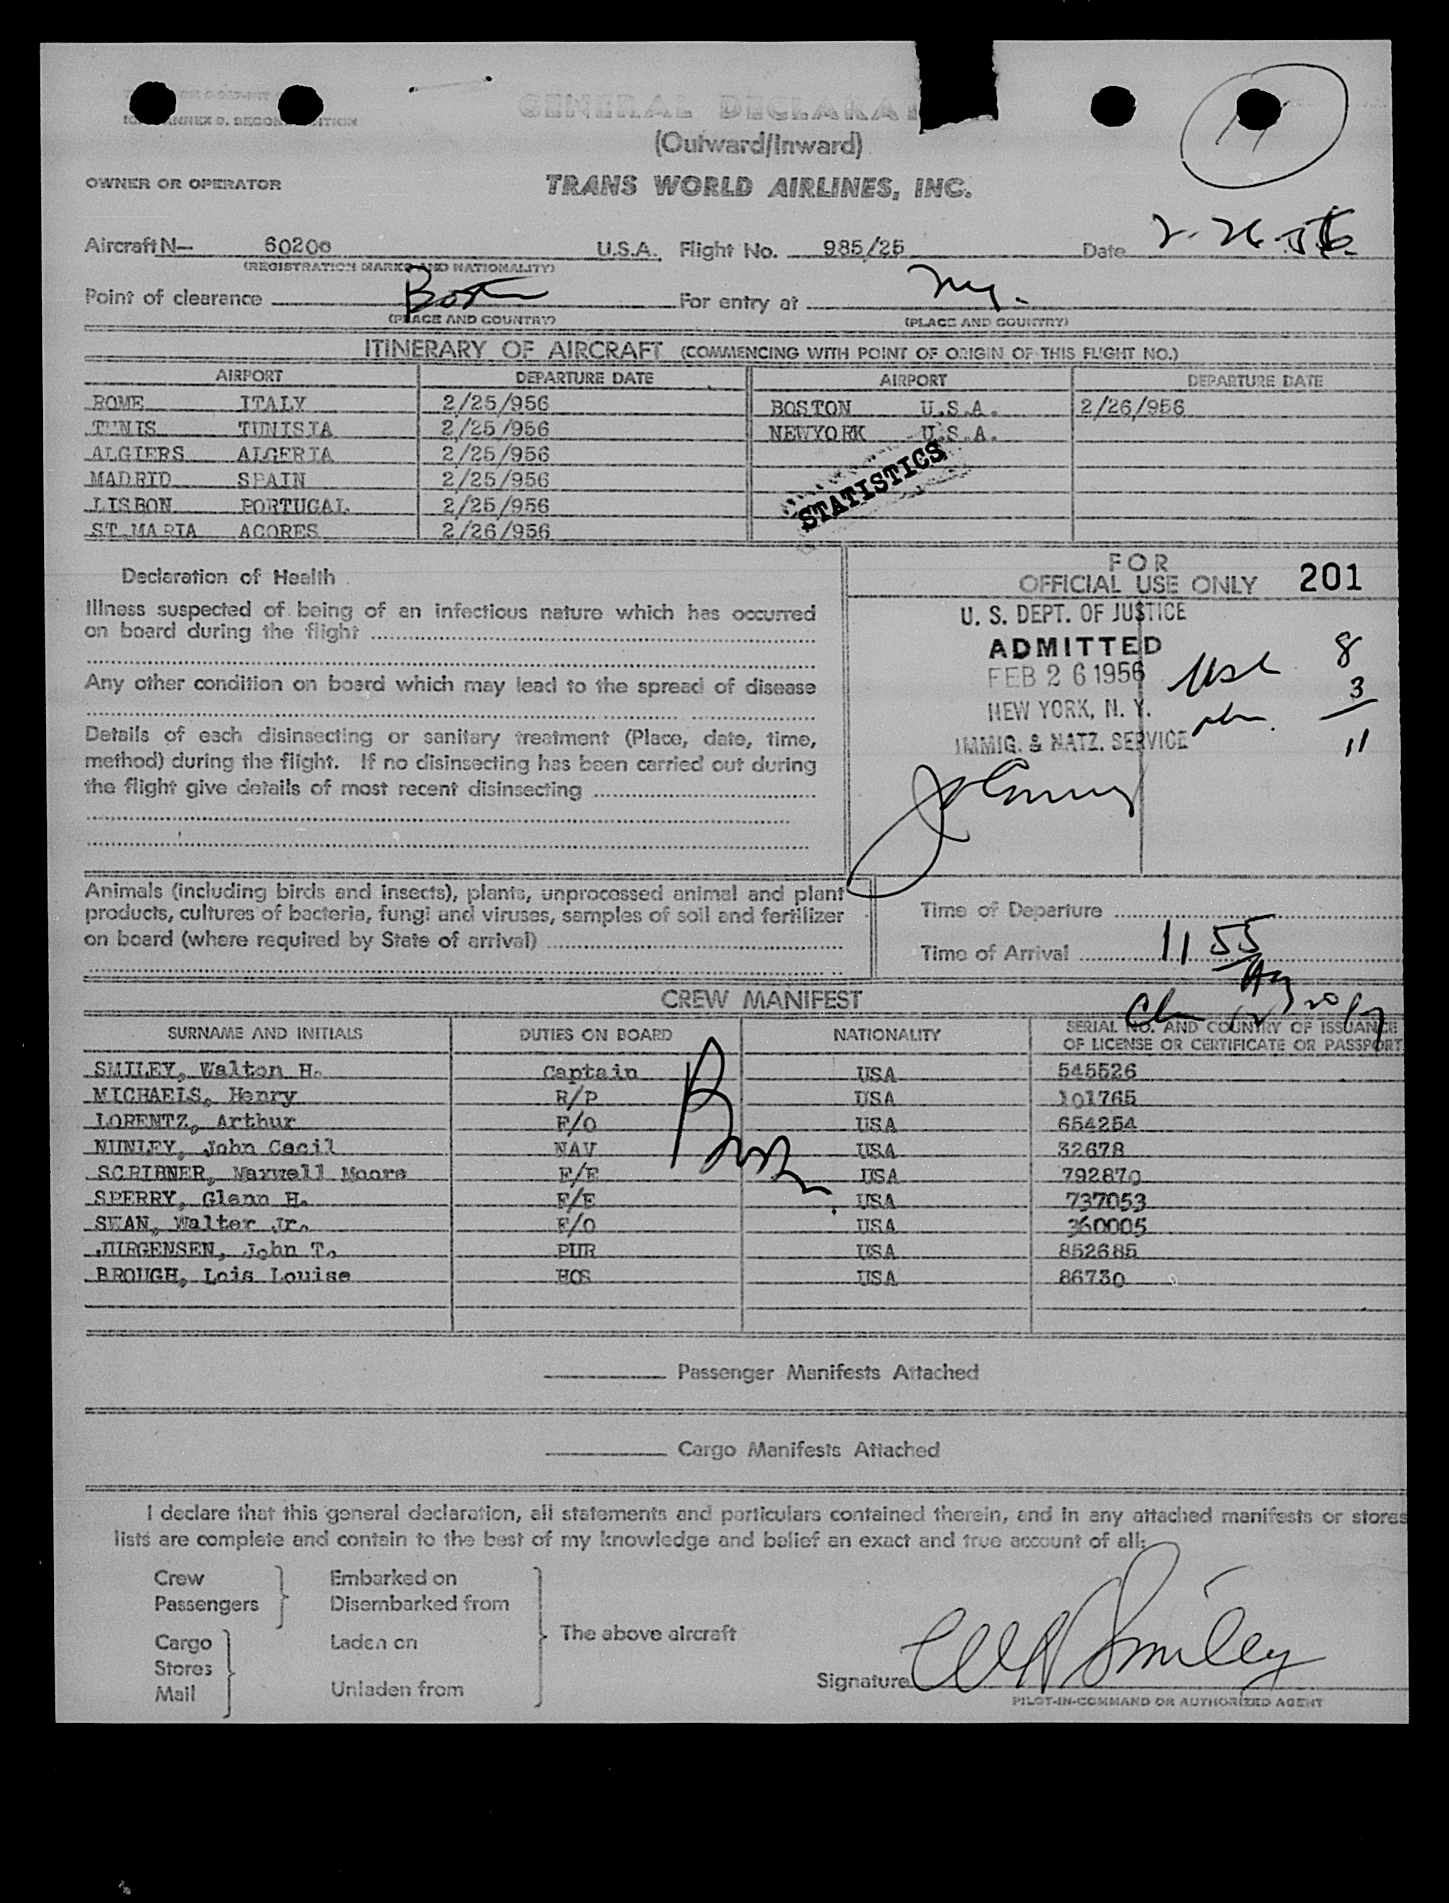 GENERAL DECLARA
ANNEX 9, SECOND EDITION
(Outward/Inward)
OWNER OR OPERATOR TRANS WORLD AIRLINES, INC.
Aircraft N— 6020 U.S.A. Flight No. 985/25 Date 2-26-56
(REGISTRATION MARKS AND NATIONALITY)
Point of clearance Boston For entry at NY.
(PLACE AND COUNTRY) (PLACE AND COUNTRY)
ITINERARY OF AIRCRAFT (COMMENCING WITH POINT OF ORIGIN OF THIS FLIGHT NO.)
AIRPORT DEPARTURE DATE AIRPORT DEPARTURE DATE
ROME ITALY 2/25/956 BOSTON U.S.A. 2/26/956
TUNIS TUNISIA 2/25/956 NEWYORK U.S.A.
ALGIERS ALGERIA 2/25/956
MADRID SPAIN 2/25/956
LISBON PORTUGAL 2/25/956
ST.MARIA ACORES 2/26/956
STATISTICS
Declaration of Health
Illness suspected of being of an infectious nature which has occurred
on board during the flight
Any other condition on board which may lead to the spread of disease
Details of each disinsecting or sanitary treatment (Place, date, time,
method) during the flight. If no disinsecting has been carried out during
the flight give details of most recent disinsecting
FOR
OFFICIAL USE ONLY 201
U. S. DEPT. OF JUSTICE
ADMITTED
FEB 26 1956
NEW YORK, N. Y.
IMMIG. & NATZ. SERVICE
USC 8
3
11
Animals (including birds and insects), plants, unprocessed animal and plant
products, cultures of bacteria, fungi and viruses, samples of soil and fertilizer
on board (where required by State of arrival)
Time of Departure
Time of Arrival 1155
CREW MANIFEST
SURNAME AND INITIALS DUTIES ON BOARD NATIONALITY SERIAL NO. AND COUNTRY OF ISSUANCE
OF LICENSE OR CERTIFICATE OR PASSPORT
SMILEY, Walton H. Captain USA 545526
MICHAELS, Henry R/P USA 101765
LORENTZ, Arthur F/O USA 654254
NUNLEY, John Cecil NAV USA 32678
SCRIBNER, Maxwell Moore F/E USA 792870
SPERRY, Glenn H. F/E USA 737053
SWAN, Walter Jr. F/O USA 360005
JURGENSEN, John T. PUR USA 852685
BROUGH, Lois Louise HOS USA 86730
Boston
Passenger Manifests Attached
Cargo Manifests Attached
I declare that this general declaration, all statements and particulars contained therein, and in any attached manifests or stores
lists are complete and contain to the best of my knowledge and belief an exact and true account of all:
Crew Embarked on
Passengers Disembarked from
The above aircraft
Cargo Laden on
Stores
Mail Unladen from
Signature WH Smiley
PILOT-IN-COMMAND OR AUTHORIZED AGENT